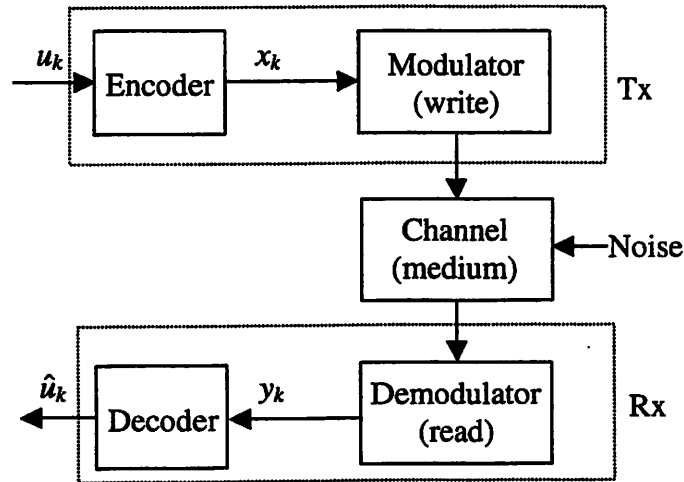 u_k
Encoder
x_k
Modulator
(write)
Tx
Channel
(medium)
Noise
û_k
Decoder
y_k
Demodulator
(read)
Rx